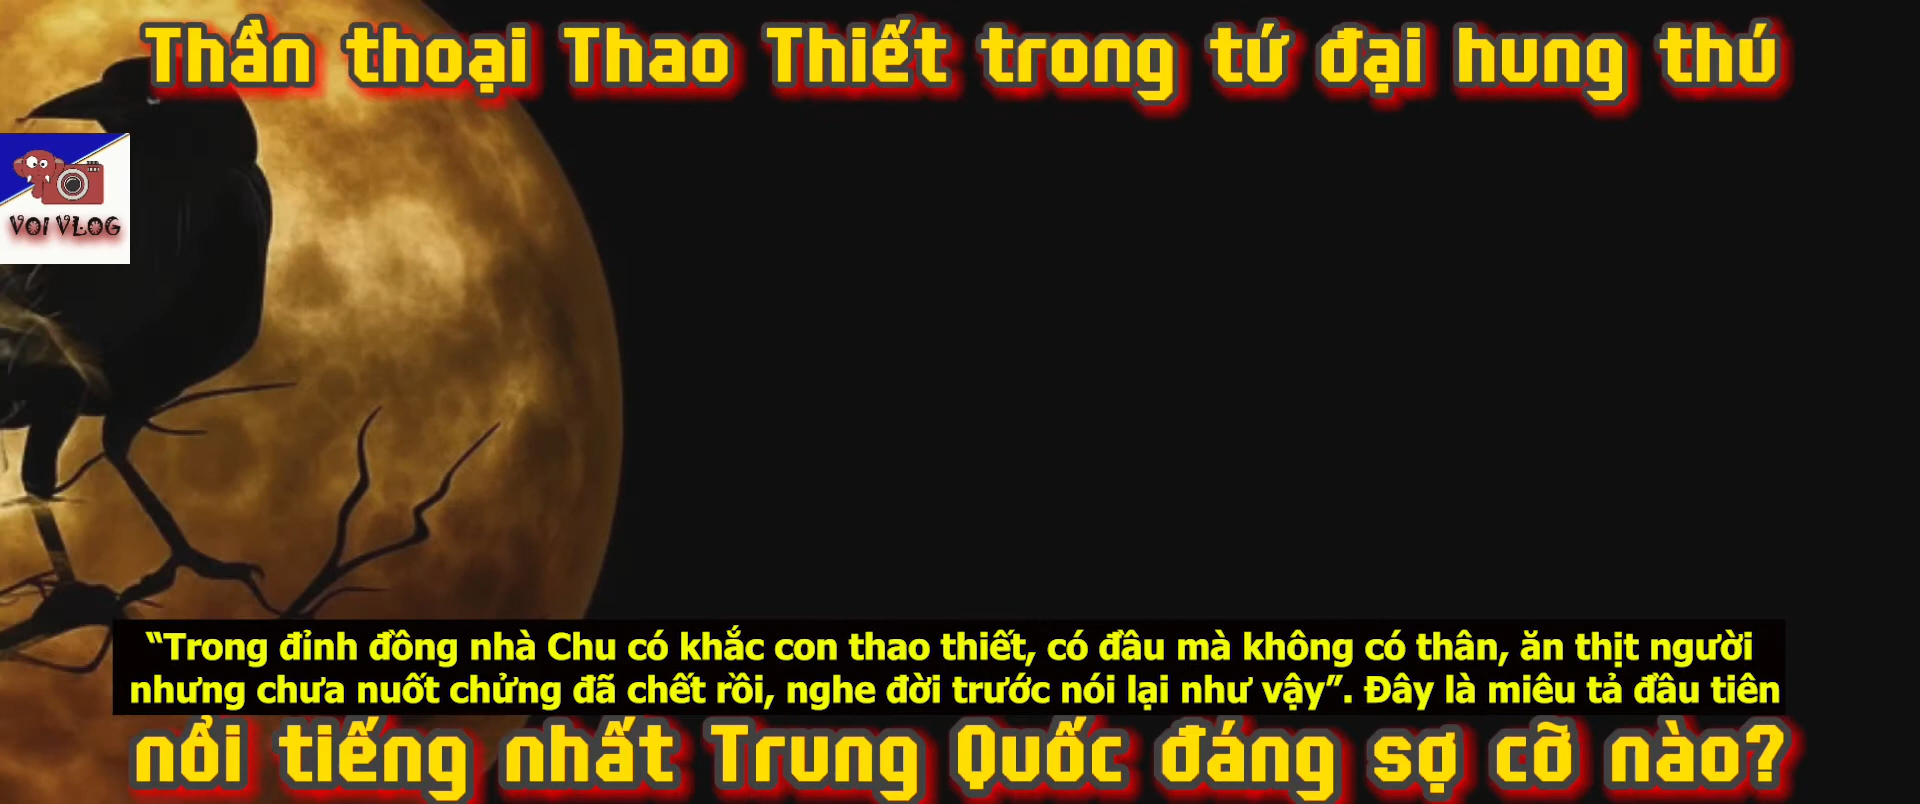 Thần thoại Thao Thiết trong tứ đại hung thú
VOI VLOG
“Trong đỉnh đồng nhà Chu có khắc con thao thiết, có đầu mà không có thân, ăn thịt người
nhưng chưa nuốt chửng đã chết rồi, nghe đời trước nói lại như vậy”. Đây là miêu tả đầu tiên
nổi tiếng nhất Trung Quốc đáng sợ cỡ nào?